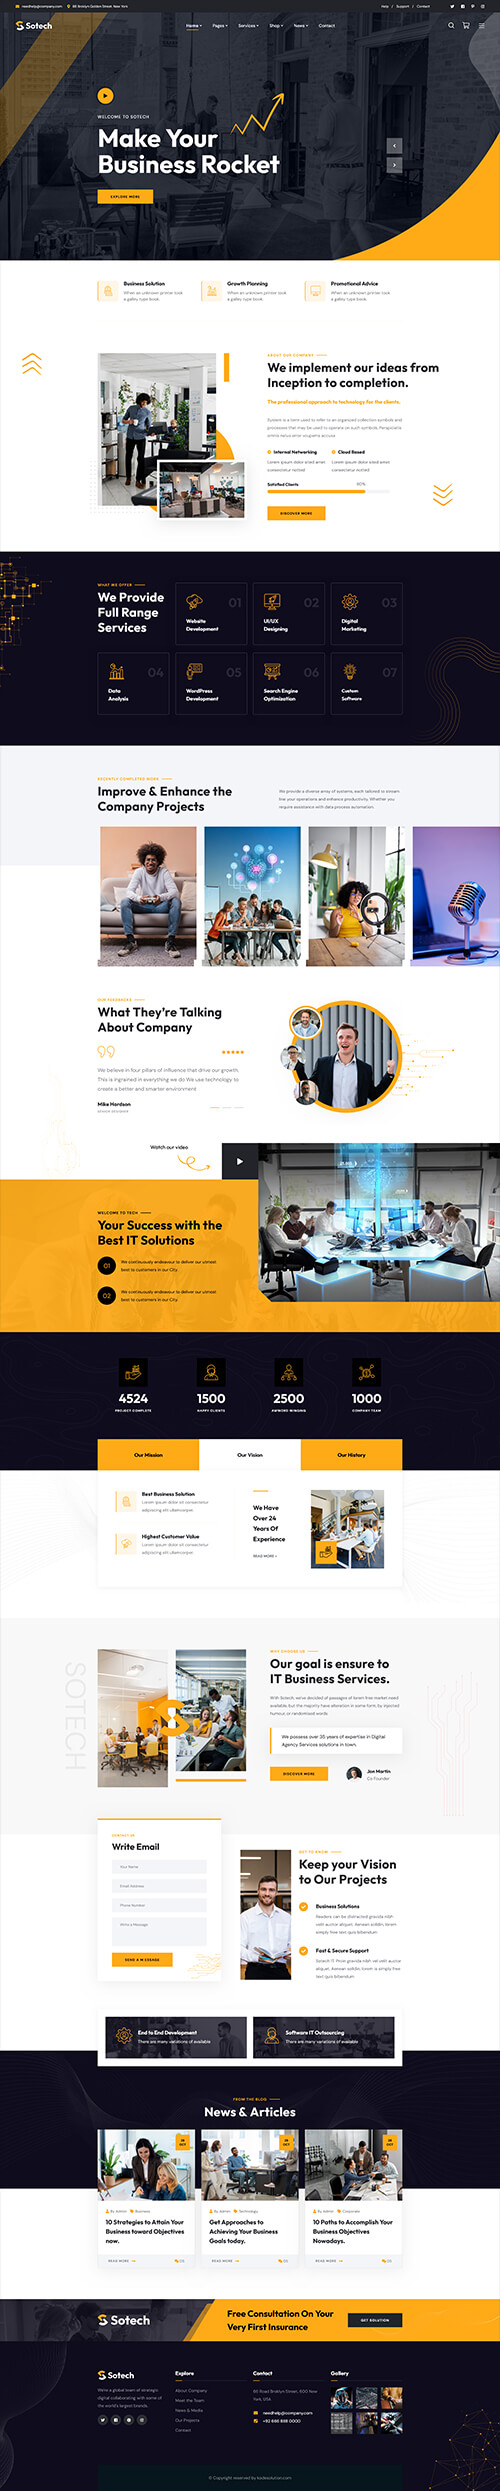 needhelp@company.com
88 Broklyn Golden Street. New York
Help / Support / Contact
Sotech
Home
Pages
Services
Shop
News
Contact
WELCOME TO SOTECH
Make Your
Business Rocket
EXPLORE MORE
Business Solution
When an unknown printer took
a galley type book.
Growth Planning
When an unknown printer took
a galley type book.
Promotional Advice
When an unknown printer took
a galley type book.
ABOUT OUR COMPANY
We implement our ideas from
Inception to completion.
The professional approach to technology for the clients.
System is a term used to refer to an organized collection symbols and
processes that may be used to operate on such symbols. Perspiciatis
omnis natus error
Internal Networking
Lorem ipsum dolor sited amet
consectetur notted
Cloud Based
Lorem ipsum dolor sited amet
consectetur notted
Satisfied Clients
80%
DISCOVER MORE
WHAT WE OFFER
We Provide
Full Range
Services
01
Website
Development
02
UI/UX
Designing
03
Digital
Marketing
04
Data
Analysis
05
WordPress
Development
06
Search Engine
Optimization
07
Custom
Software
RECENTLY COMPLETED WORK
Improve & Enhance the
Company Projects
We provide a diverse array of systems, each tailored to stream
line your operations and enhance productivity. Whether you
require assistance with data process automation.
OUR FEEDBACKS
What They're Talking
About Company
We believe in four pillars of influence that drive our growth.
This is ingrained in everything we do We use technology to
create a better and smarter environment
Mike Hardson
SENIOR DESIGNER
Watch our video
WELCOME TO TECH
Your Success with the
Best IT Solutions
01
We continuously endeavour to deliver our utmost
best to customers in our City.
02
We continuously endeavour to deliver our utmost
best to customers in our City.
4524
PROJECT COMPLETE
1500
HAPPY CLIENTS
2500
AWWORD WINGING
1000
COMPANY TEAM
Our Mission
Our Vision
Our History
Best Business Solution
Lorem ipsum dolor sit consectetur
adipiscing elit ullamcorper.
Highest Customer Value
Lorem ipsum dolor sit consectetur
adipiscing elit ullamcorper.
We Have
Over 24
Years Of
Experience
READ MORE
SOTECH
WHY CHOOSE US
Our goal is ensure to
IT Business Services.
With Sotech, we've decided of passages of lorem free market need
available, but the majority have alteration in some form, by injected
humour, or randomised words
We possess over 35 years of expertise in Digital
Agency Services solutions in town.
DISCOVER MORE
Jon Martin
Co Founder
CONTACT US
Write Email
Your Name
Email Address
Phone Number
Write a Message
SEND A MESSAGE
GET TO KNOW
Keep your Vision
to Our Projects
Business Solutions
Readers can be distracted gravida nibh
velit auctor aliquet. Aenean sollidin, lorem
simply free text quis bibendum
Fast & Secure Support
Sotech IT. Proin gravida nibh vel velit auctor
aliquet. Aenean sollidin, lorem is simply free
text quis bibendum
End to End Development
There are many variations of available
Software IT Outsourcing
There are many variations of available
FROM THE BLOG
News & Articles
OCT
By Admin
Business
10 Strategies to Attain Your
Business toward Objectives
now.
READ MORE
OCT
By Admin
Technology
Get Approaches to
Achieving Your Business
Goals today.
READ MORE
OCT
By Admin
Corporate
10 Paths to Accomplish Your
Business Objectives
Nowadays.
READ MORE
Sotech
Free Consultation On Your
Very First Insurance
GET SOLUTION
Sotech
We're a global team of strategic
digital collaborating with some of
the world's largest brands.
Explore
About Company
Meet the Team
News & Media
Our Projects
Contact
Contact
80 Road Broklyn Street, 600 New
York, USA
needhelp@company.com
+92 666 888 0000
Gallery
© Copyright reserved by kodesolution.com